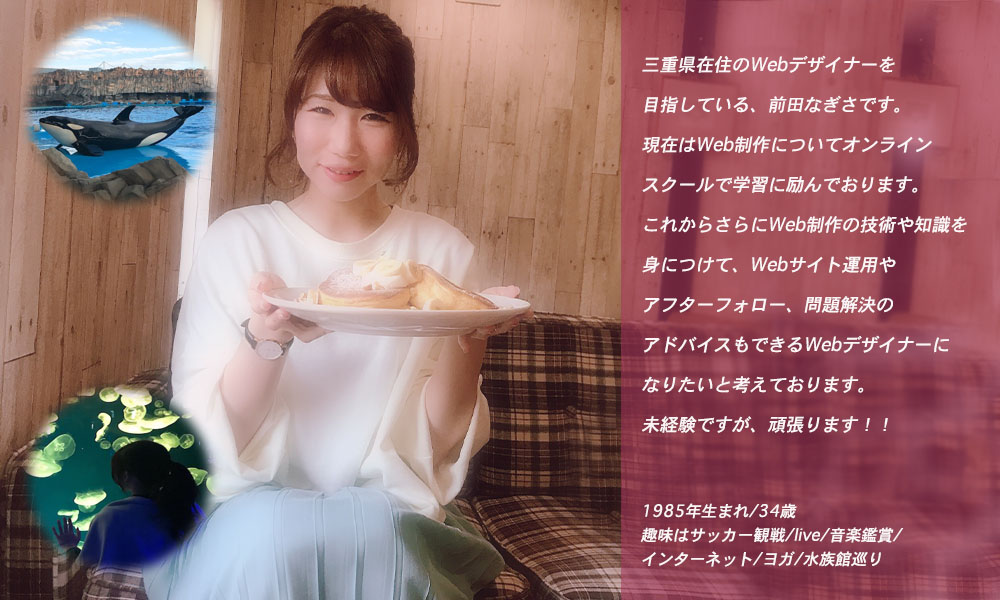 三重県在住のWebデザイナーを
目指している、前田なぎさです。
現在はWeb制作についてオンライン
スクールで学習に励んでおります。
これからさらにWeb制作の技術や知識を
身につけて、Webサイト運用や
アフターフォロー、問題解決の
アドバイスもできるWebデザイナーに
なりたいと考えております。
未経験ですが、頑張ります！！
1985年生まれ/34歳
趣味はサッカー観戦/live/音楽鑑賞/
インターネット/ヨガ/水族館巡り